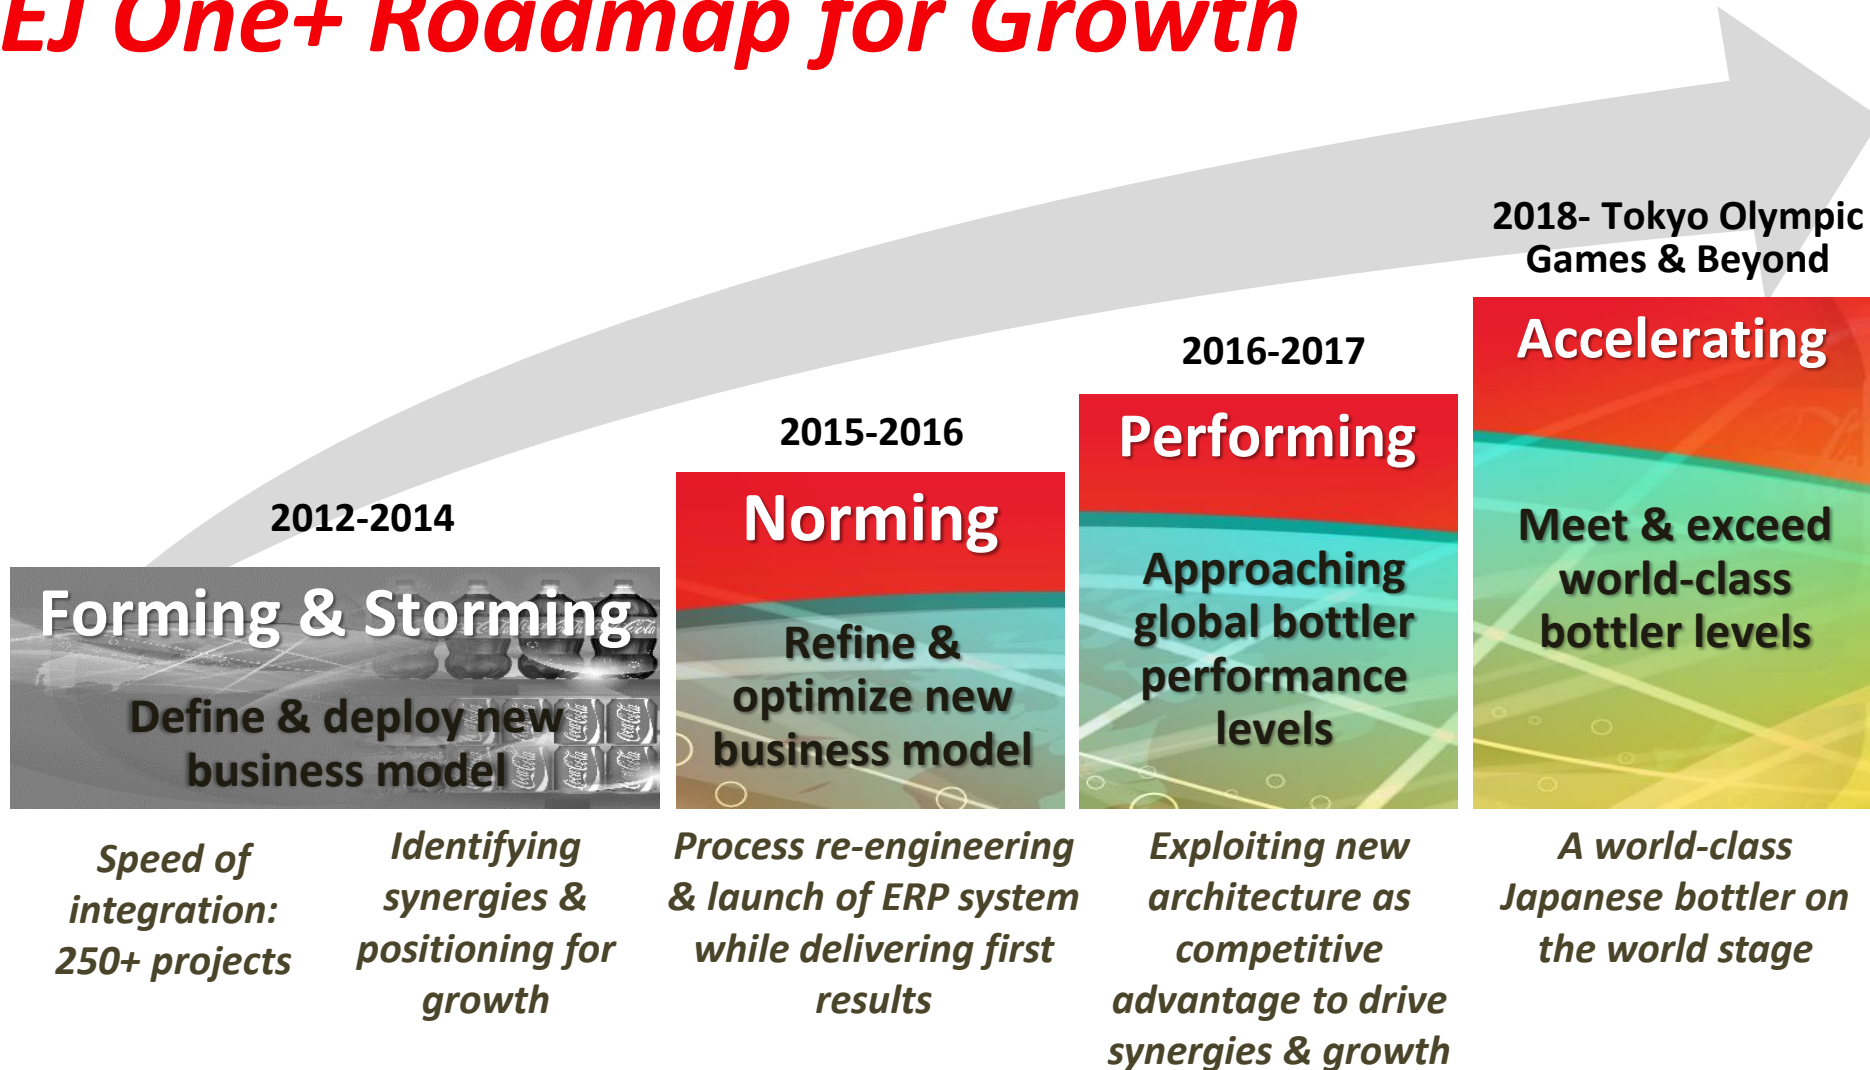 EJ One+ Roadmap for Growth
2018- Tokyo Olympic
Games & Beyond
Accelerating
Meet & exceed
world-class
bottler levels
2016-2017
Performing
Approaching
global bottler
performance
levels
2015-2016
Norming
Refine &
optimize new
business model
2012-2014
Forming & Storming
Define & deploy new
business model
Speed of
integration:
250+ projects
Identifying
synergies &
positioning for
growth
Process re-engineering
& launch of ERP system
while delivering first
results
Exploiting new
architecture as
competitive
advantage to drive
synergies & growth
A world-class
Japanese bottler on
the world stage